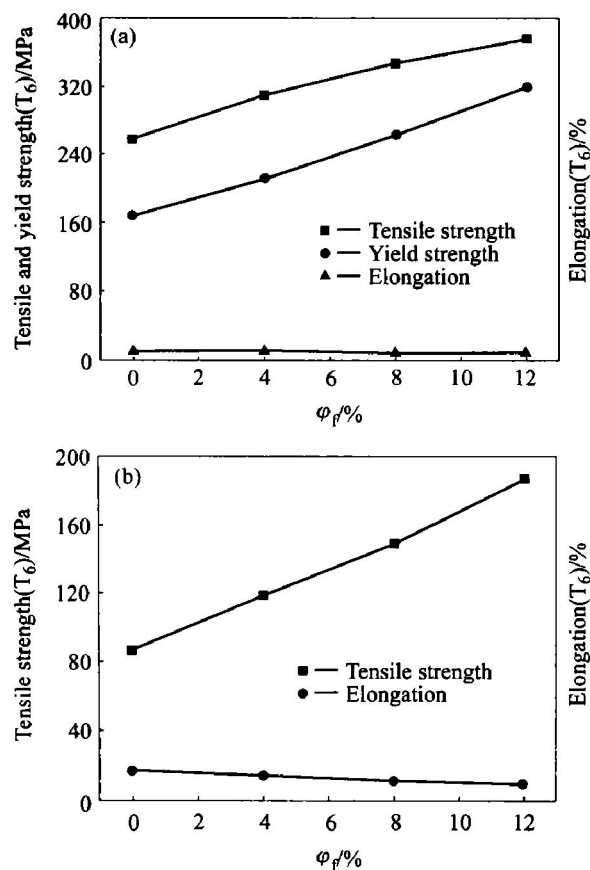 (a)
Tensile and yield strength(T6)/MPa
400
320
240
160
80
0
Tensile strength
Yield strength
Elongation
Elongation(T6)/%
0 2 4 6 8 10 12
φf/%
(b)
Tensile strength(T6)/MPa
200
160
120
80
40
0
Tensile strength
Elongation
Elongation(T6)/%
0 2 4 6 8 10 12
φf/%